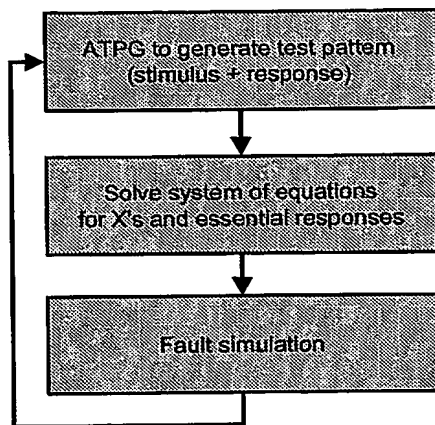 ATPG to generate test pattern
(stimulus + response)
Solve system of equations
for X's and essential responses
Fault simulation